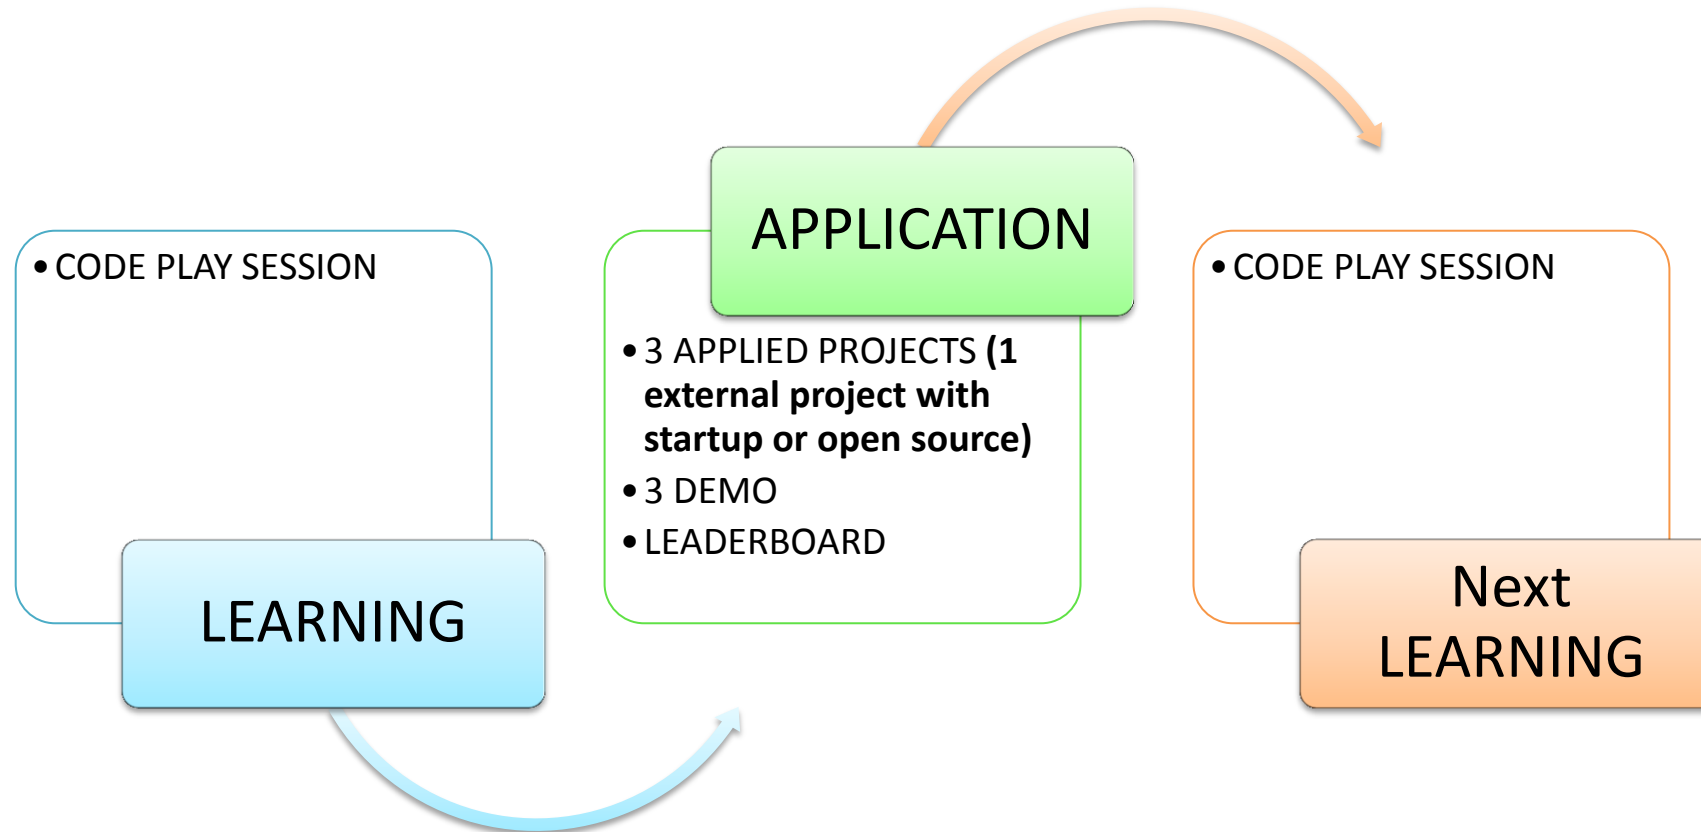 • CODE PLAY SESSION
LEARNING
APPLICATION
• 3 APPLIED PROJECTS (1
external project with
startup or open source)
• 3 DEMO
• LEADERBOARD
• CODE PLAY SESSION
Next
LEARNING